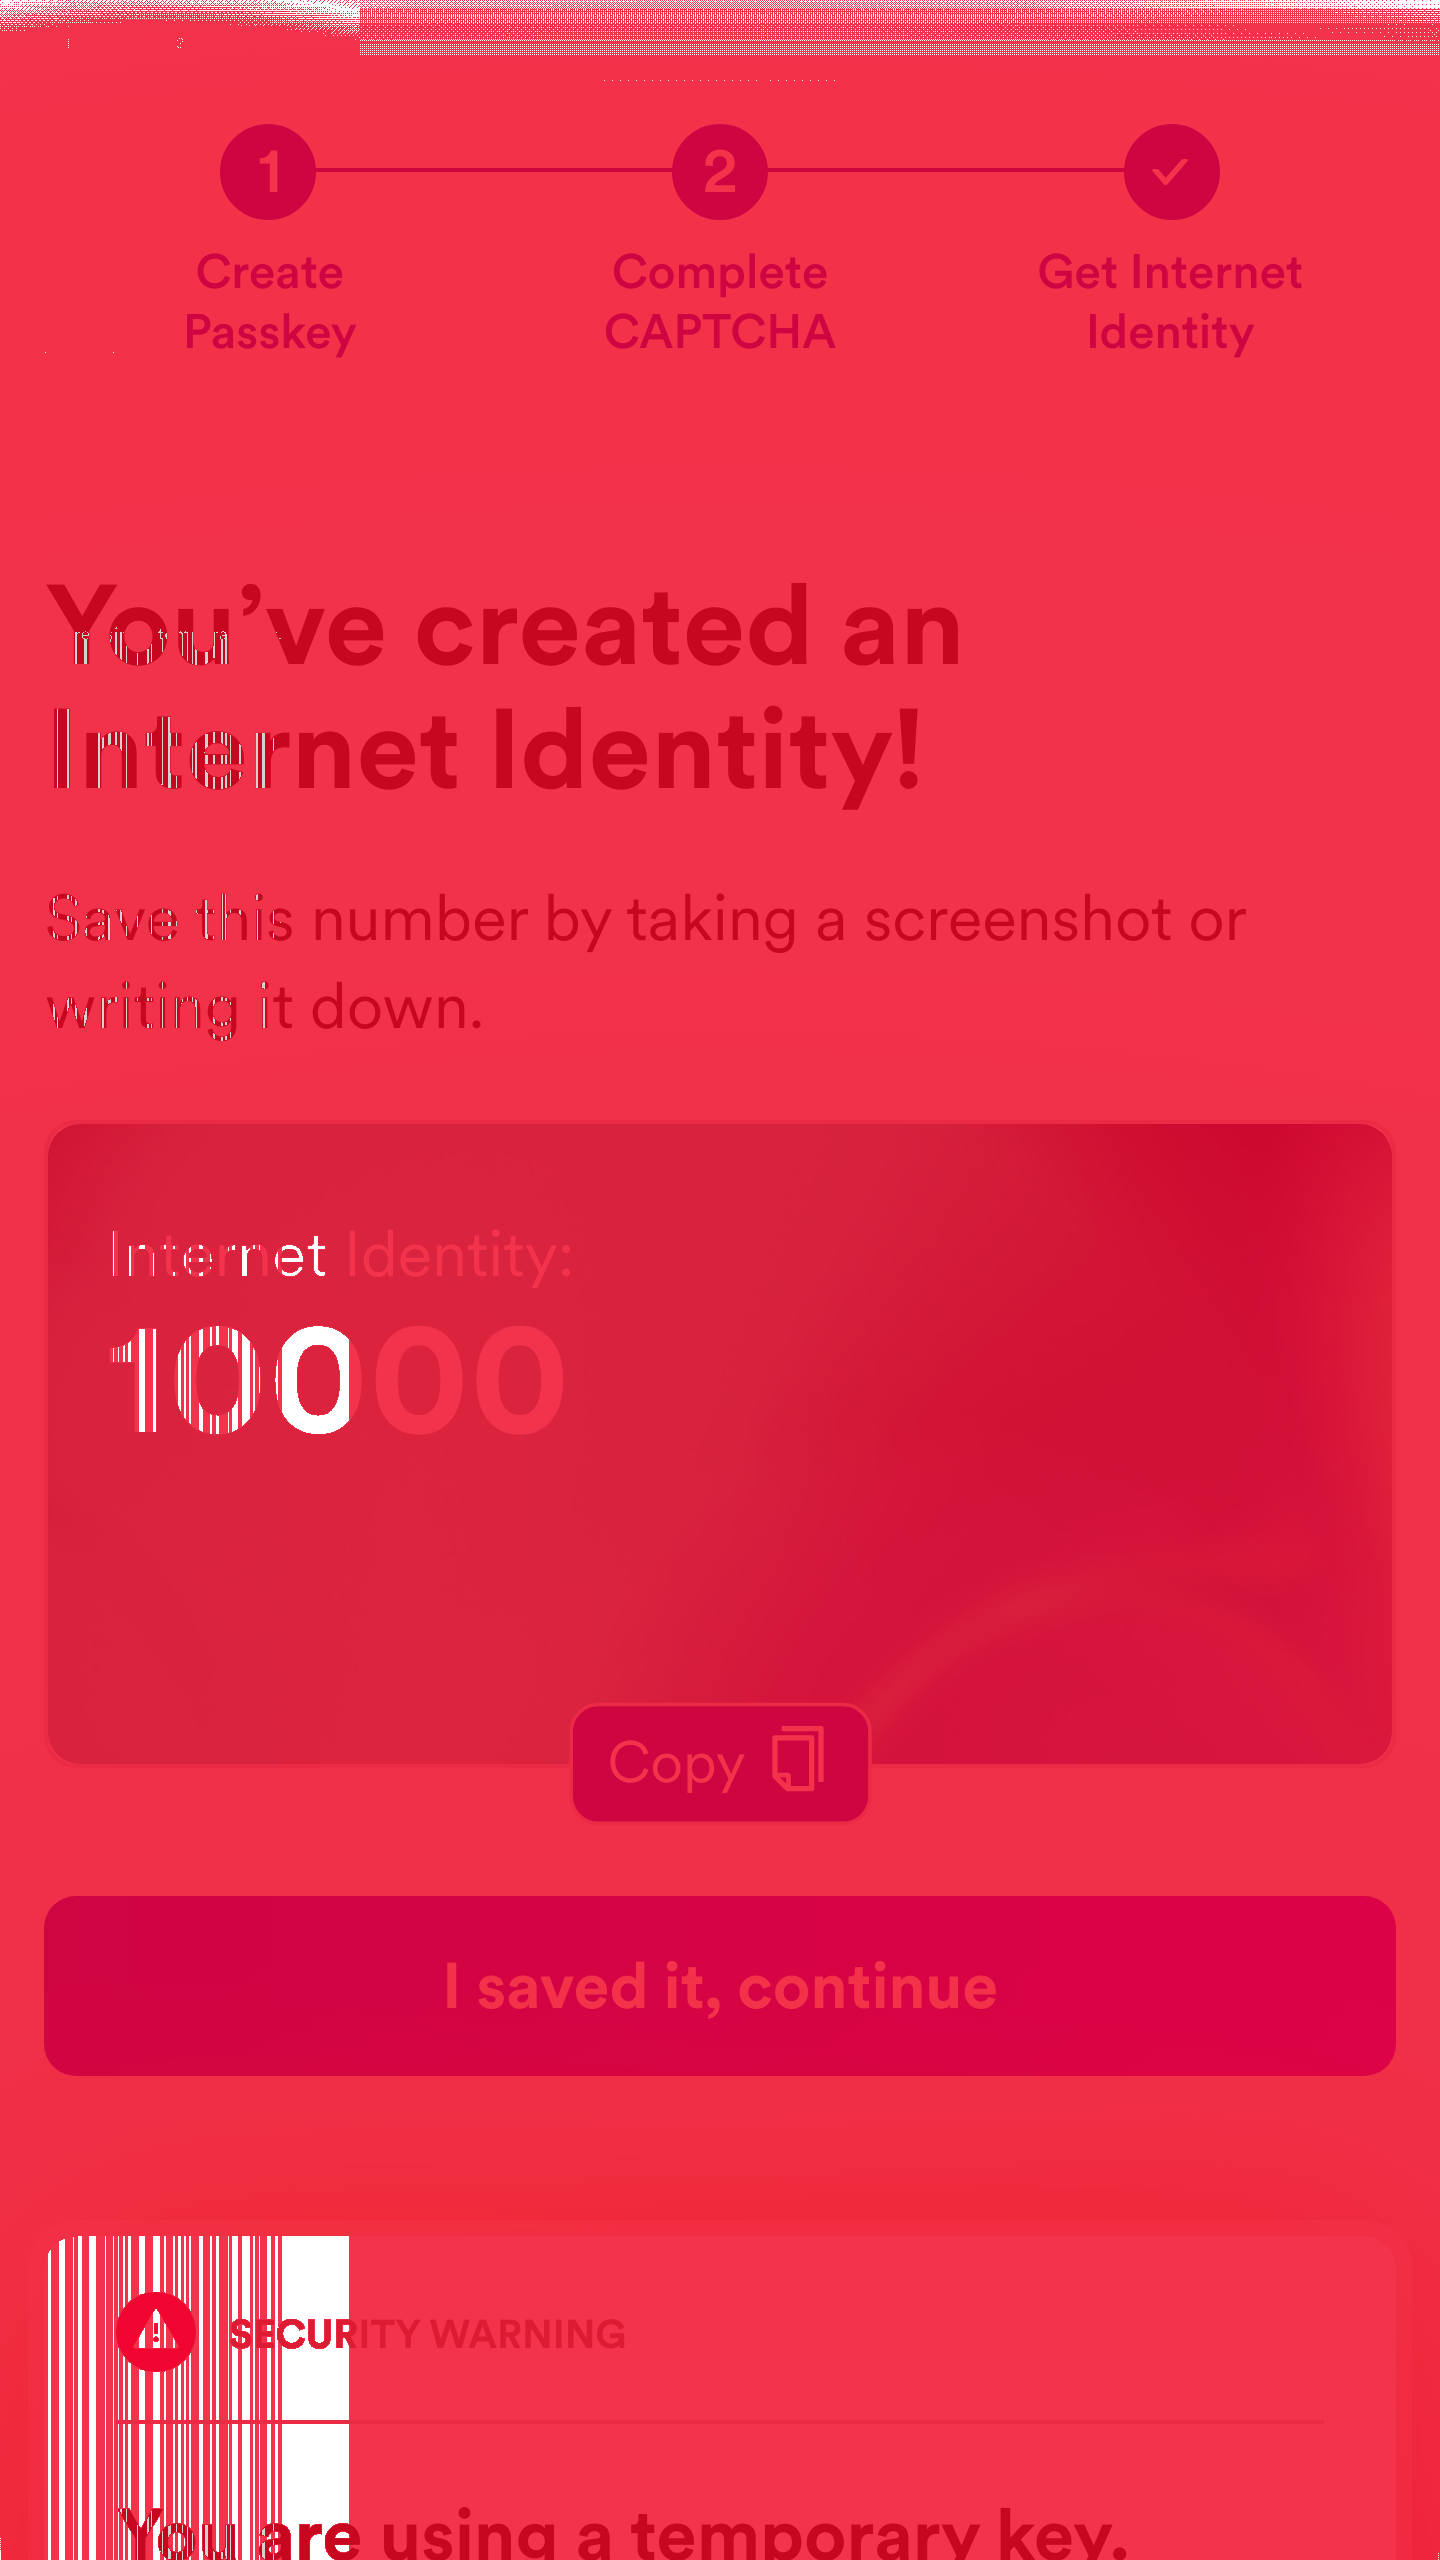 1
2
Create
Passkey
Complete
CAPTCHA
Get Internet
Identity
You’ve created an
Internet Identity!
Save this number by taking a screenshot or
writing it down.
Internet Identity:
10000
Copy
I saved it, continue
SECURITY WARNING
You are using a temporary key.